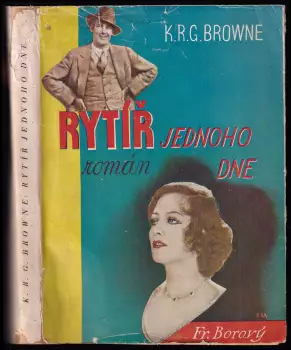 K.R.G. BROWNE
RYTÍŘ JEDNOHO
román DNE
Fr. Borový
K. R. G. BROWNE: RYTÍŘ JEDNOHO DNE